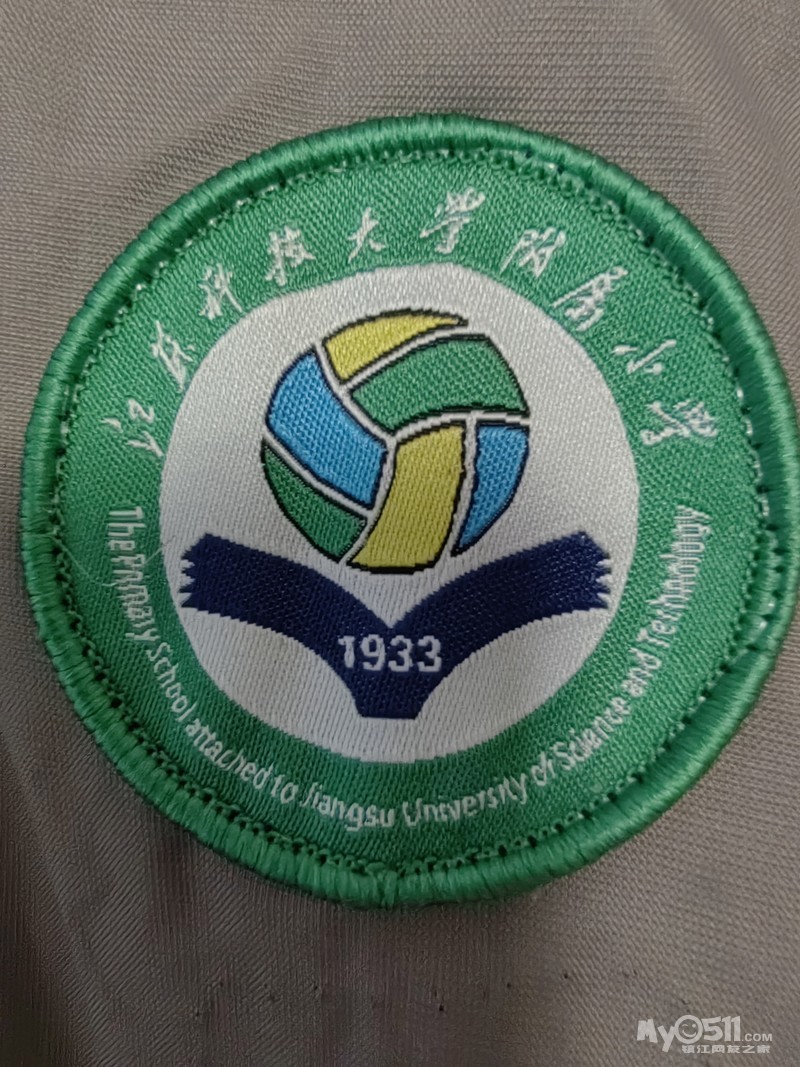 江苏科技大学附属小学
1933
The Primary School attached to Jiangsu University of Science and Technology
My0511.COM
镇江网友之家